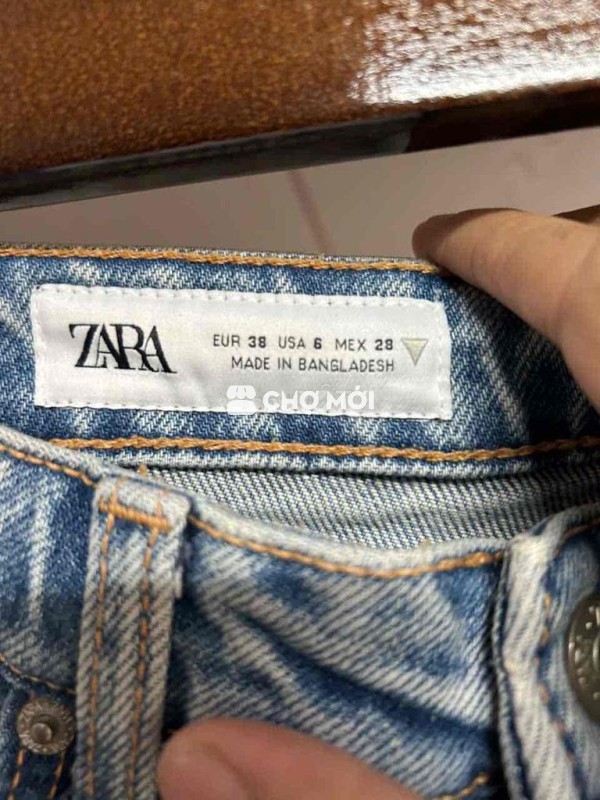 ZARA
EUR 38 USA 6 MEX 28
MADE IN BANGLADESH
CHỢ MỚI